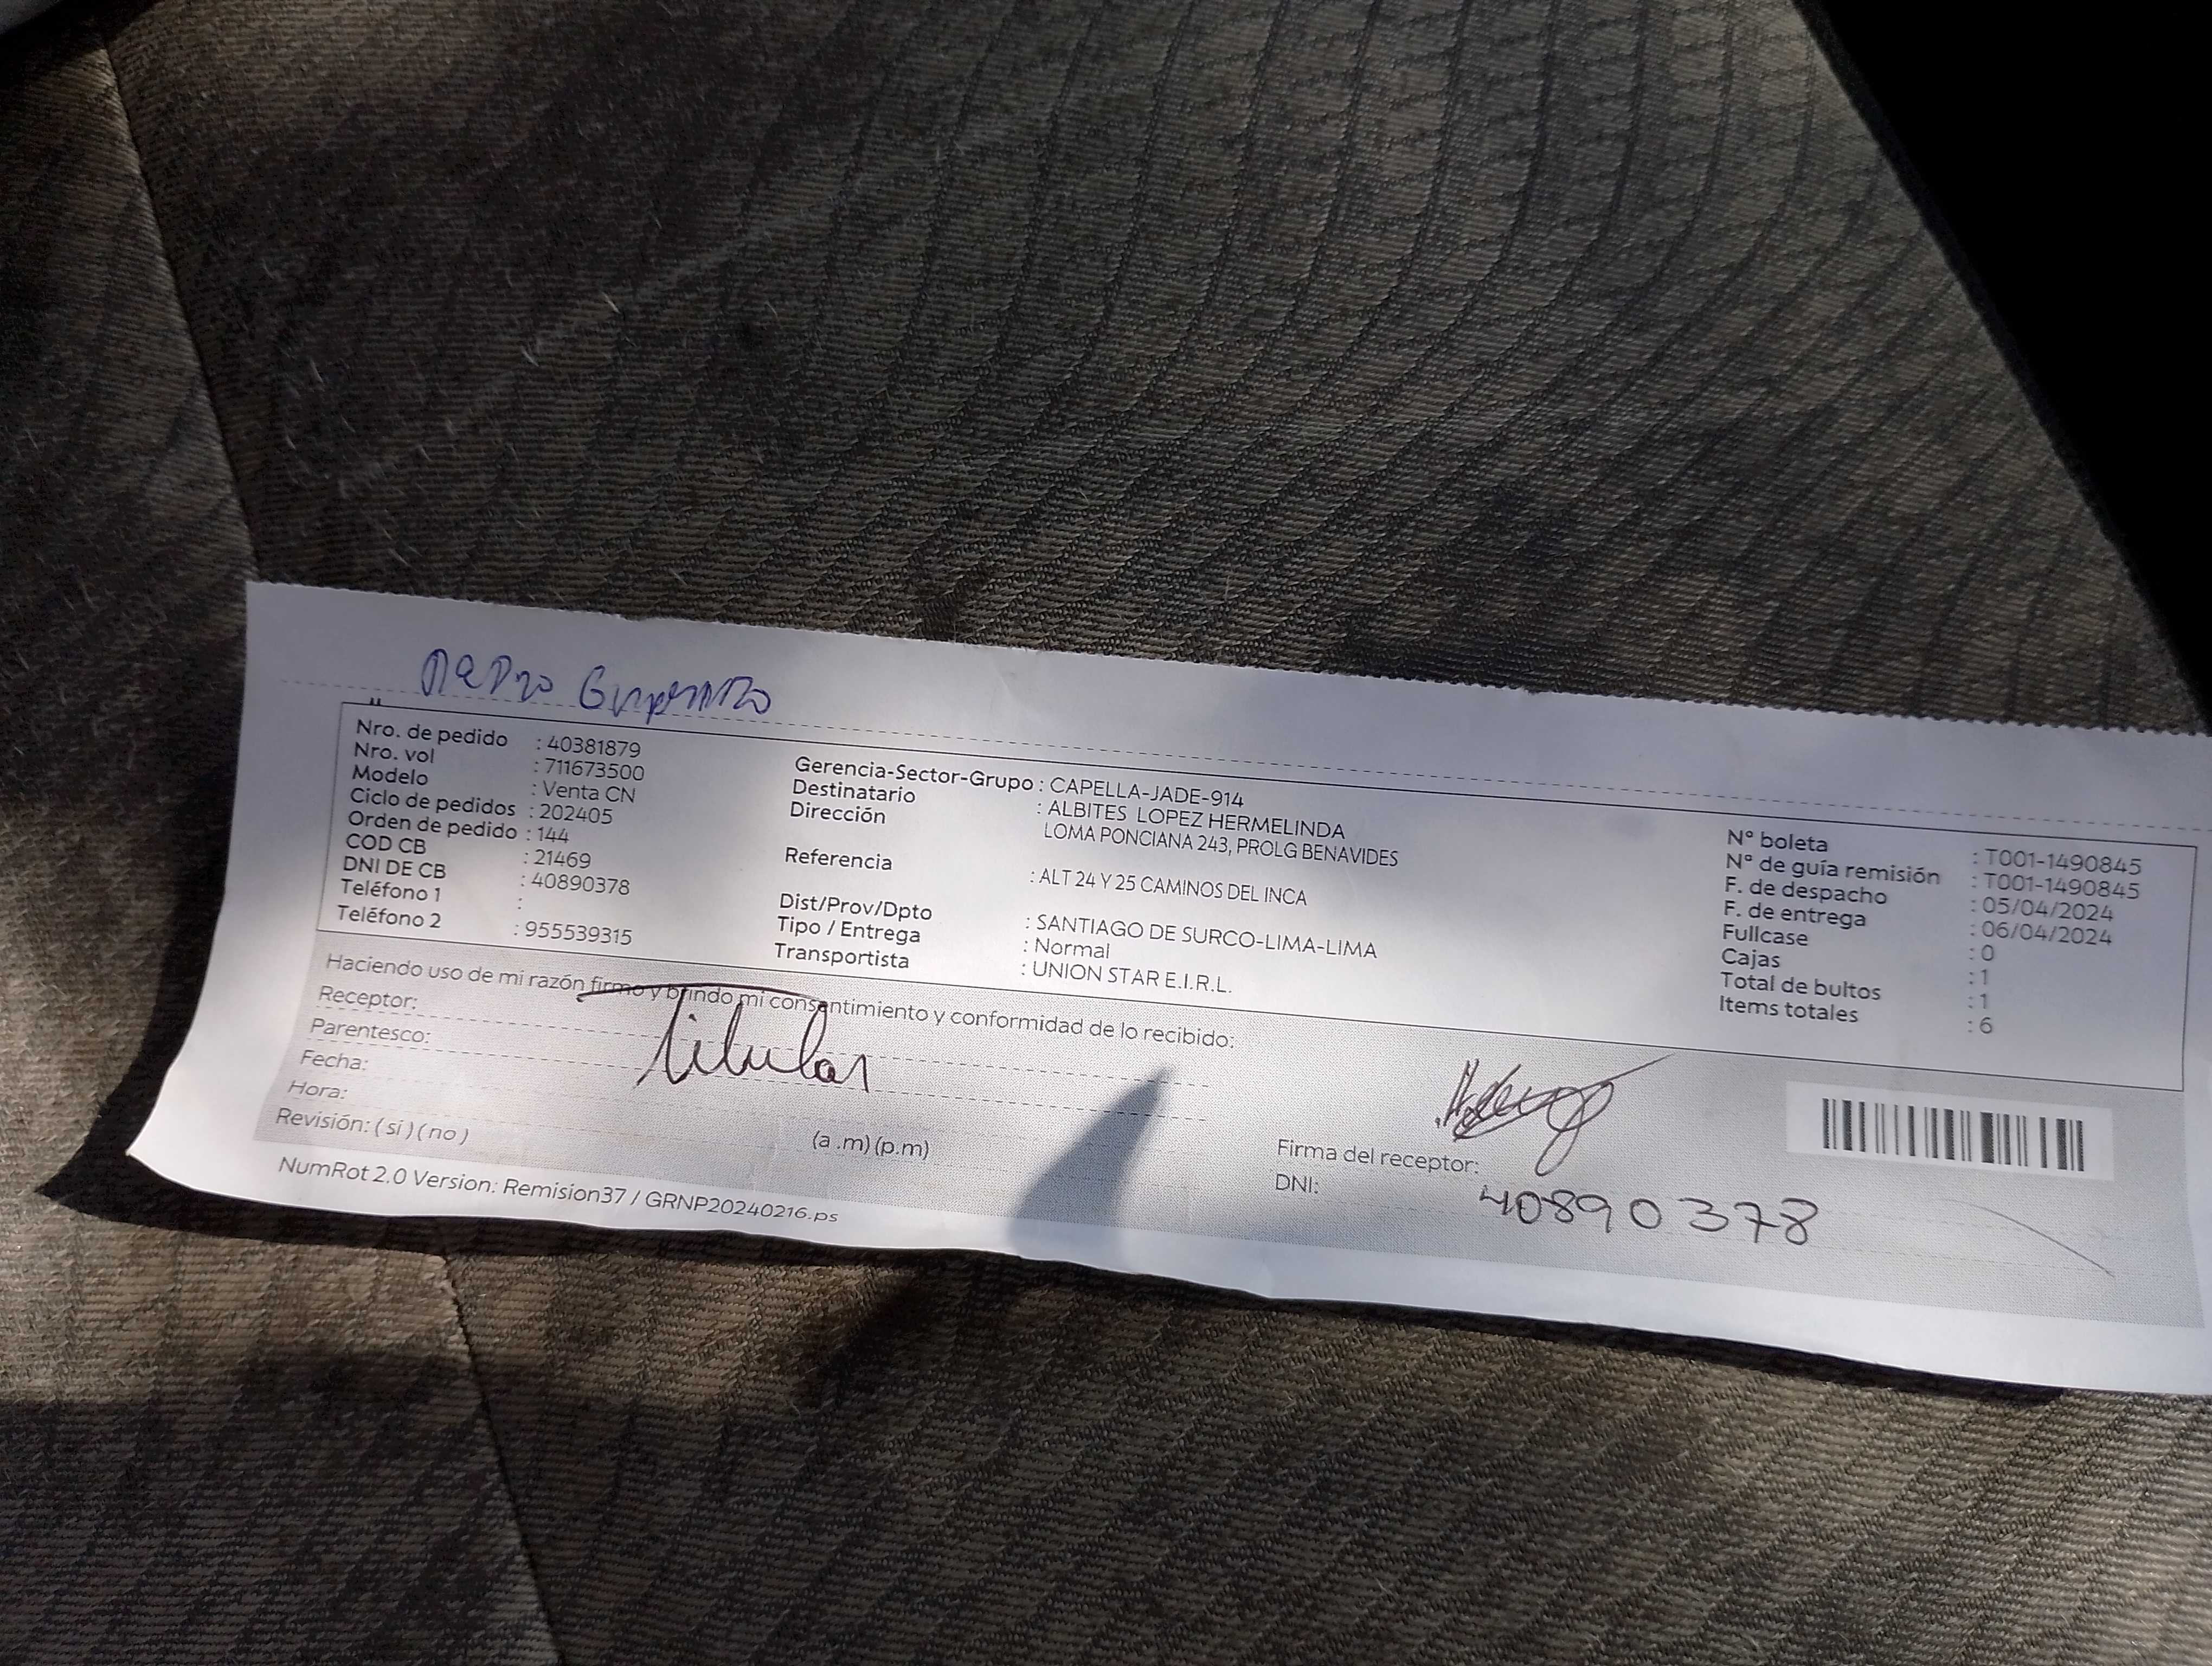 Nro. de pedido : 40381879
Nro. vol : 711673500
Modelo : Venta CN
Ciclo de pedidos : 202405
Orden de pedido : 144
COD CB : 21469
DNI DE CB : 40890378
Teléfono 1 :
Teléfono 2 : 955539315
Gerencia-Sector-Grupo : CAPELLA-JADE-914
Destinatario : ALBITES LOPEZ HERMELINDA
Dirección LOMA PONCIANA 243, PROLG BENAVIDES
Referencia : ALT 24 Y 25 CAMINOS DEL INCA
Dist/Prov/Dpto : SANTIAGO DE SURCO-LIMA-LIMA
Tipo / Entrega : Normal
Transportista : UNION STAR E.I.R.L.
N° boleta : T001-1490845
N° de guía remisión : T001-1490845
F. de despacho : 05/04/2024
F. de entrega : 06/04/2024
Fullcase : 0
Cajas : 1
Total de bultos : 1
Items totales : 6
Haciendo uso de mi razón firmo y brindo mi consentimiento y conformidad de lo recibido:
Receptor: Titular
Parentesco:
Fecha:
Hora: (a .m) (p.m)
Revisión: ( si ) ( no )
Firma del receptor:
DNI: 40890378
NumRot 2.0 Version: Remision37 / GRNP20240216.ps